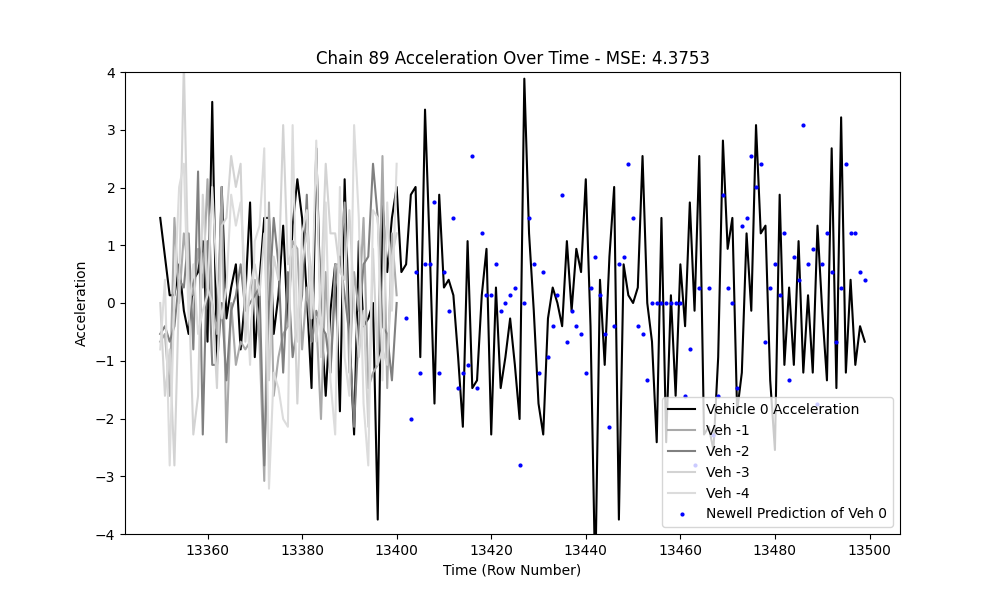 Chain 89 Acceleration Over Time - MSE: 4.3753
Acceleration
4
3
2
1
0
−1
−2
−3
−4
13360
13380
13400
13420
13440
13460
13480
13500
Time (Row Number)
Vehicle 0 Acceleration
Veh -1
Veh -2
Veh -3
Veh -4
Newell Prediction of Veh 0